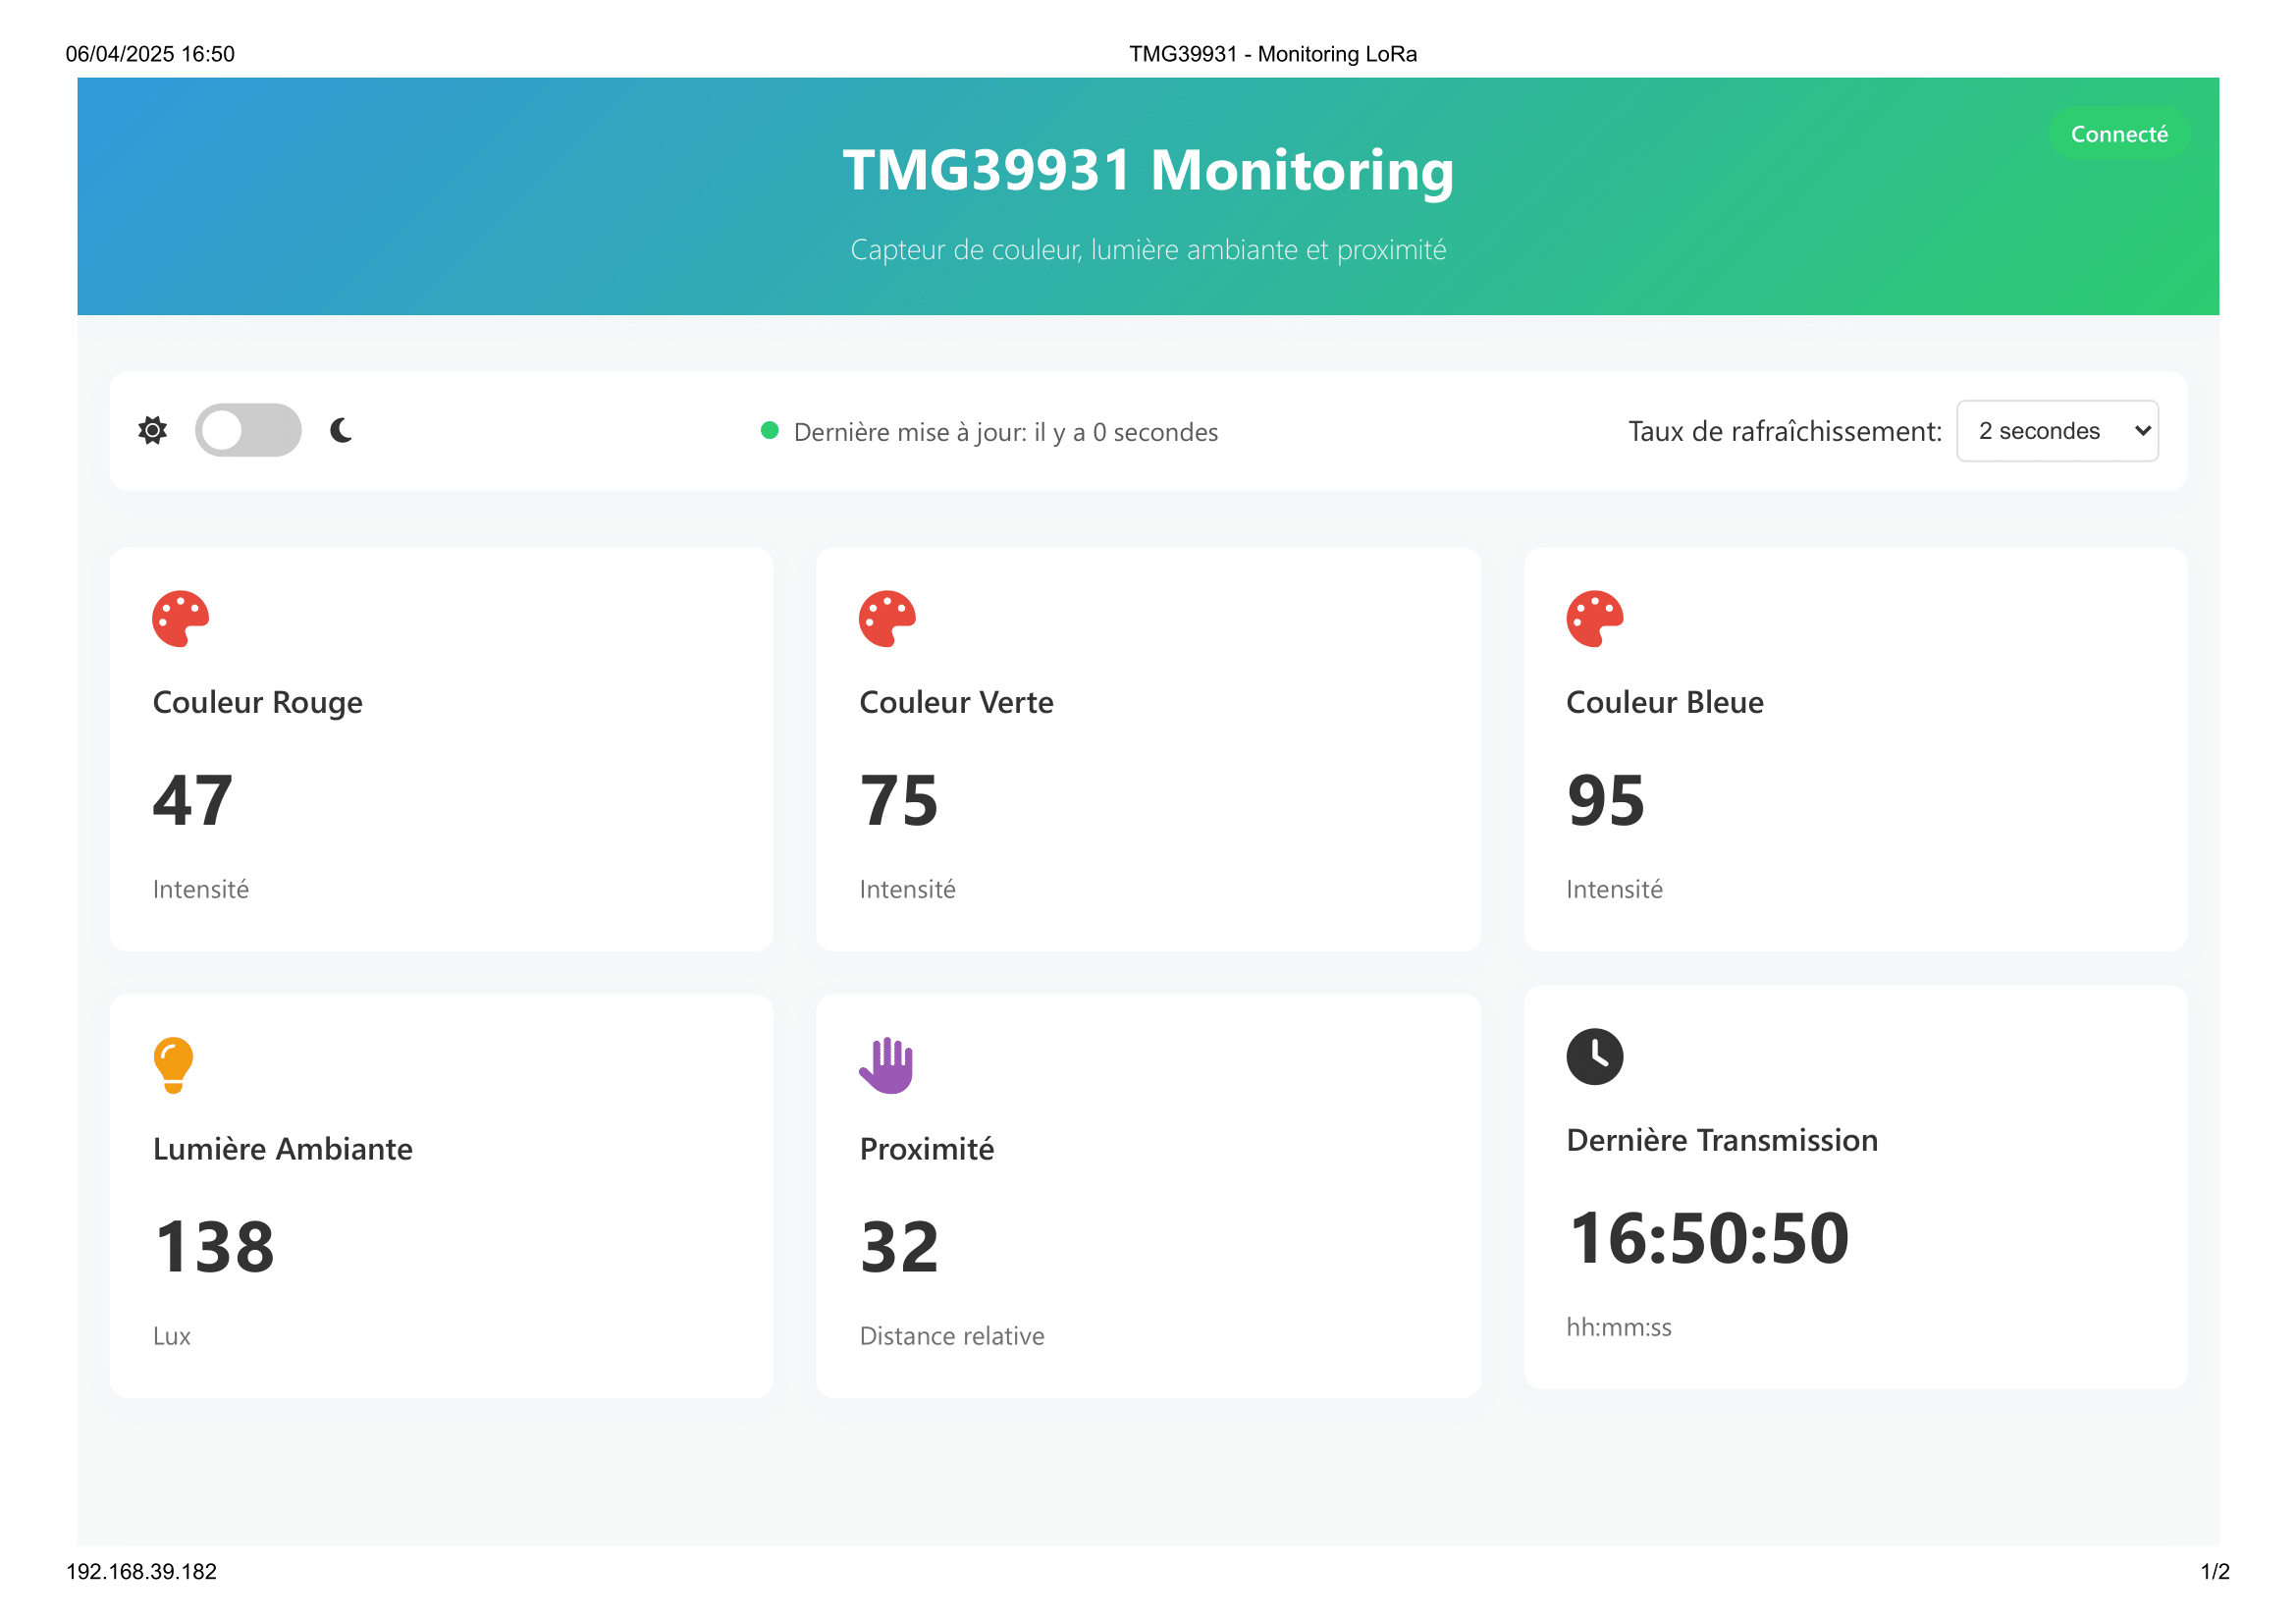 06/04/2025 16:50
TMG39931 - Monitoring LoRa
Connecté
TMG39931 Monitoring
Capteur de couleur, lumière ambiante et proximité
Dernière mise à jour: il y a 0 secondes
Taux de rafraîchissement:
2 secondes
Couleur Rouge
47
Intensité
Couleur Verte
75
Intensité
Couleur Bleue
95
Intensité
Lumière Ambiante
138
Lux
Proximité
32
Distance relative
Dernière Transmission
16:50:50
hh:mm:ss
192.168.39.182
1/2